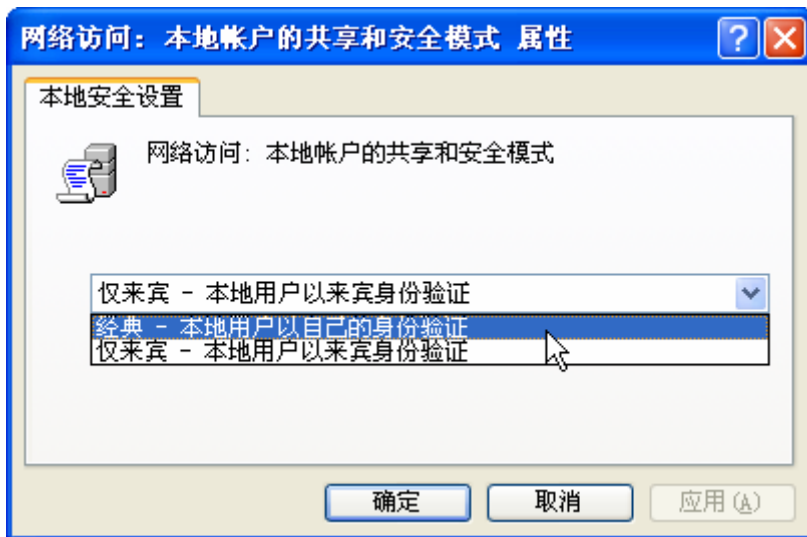 网络访问：本地帐户的共享和安全模式 属性
本地安全设置
网络访问：本地帐户的共享和安全模式
仅来宾 - 本地用户以来宾身份验证
经典 - 本地用户以自己的身份验证
仅来宾 - 本地用户以来宾身份验证
确定 取消 应用(A)